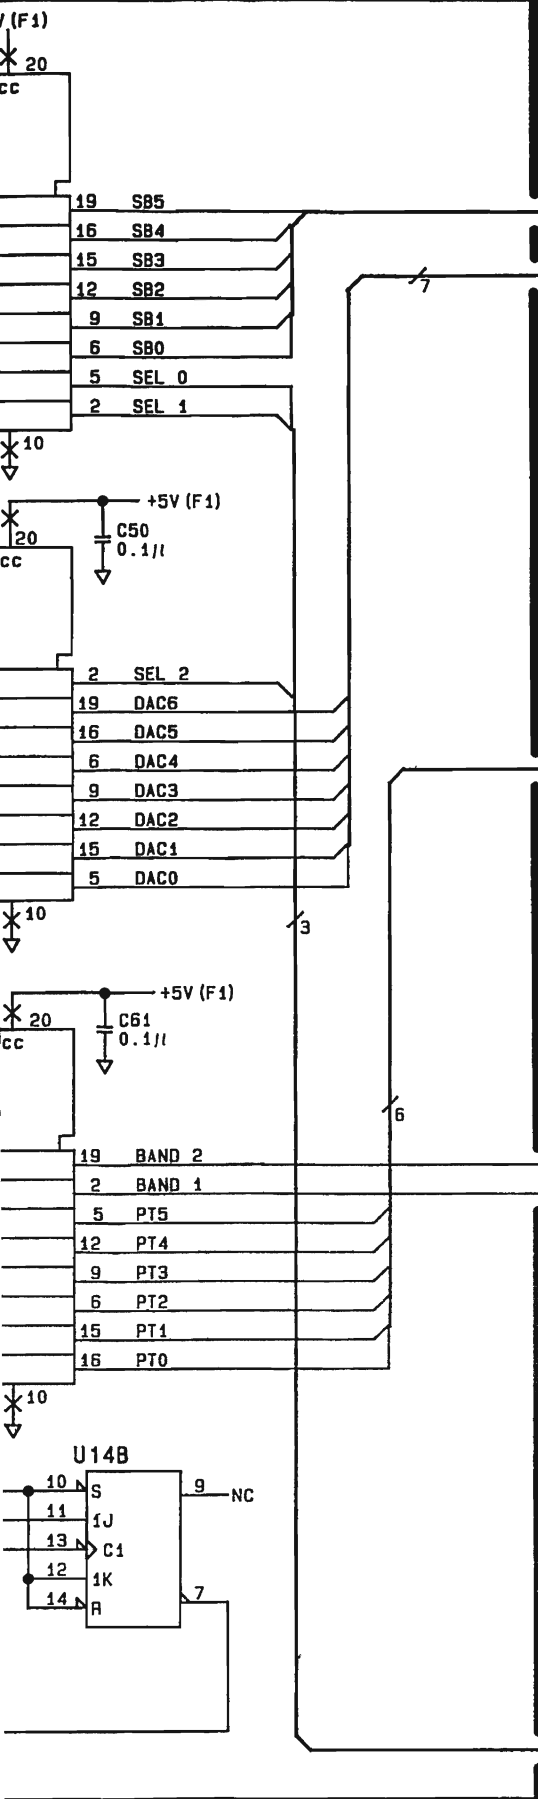 V(F1)
20
CC
19 SB5
16 SB4
15 SB3
12 SB2
9 SB1
6 SB0
5 SEL 0
2 SEL 1
7
10
+5V(F1)
20
C50
0.1μ
CC
2 SEL 2
19 DAC6
16 DAC5
6 DAC4
9 DAC3
12 DAC2
15 DAC1
5 DAC0
10
3
+5V(F1)
20
C61
0.1μ
CC
6
19 BAND 2
2 BAND 1
5 PT5
12 PT4
9 PT3
6 PT2
15 PT1
16 PT0
10
U14B
10 S 9 NC
11 1J
13 C1
12 1K
14 R 7